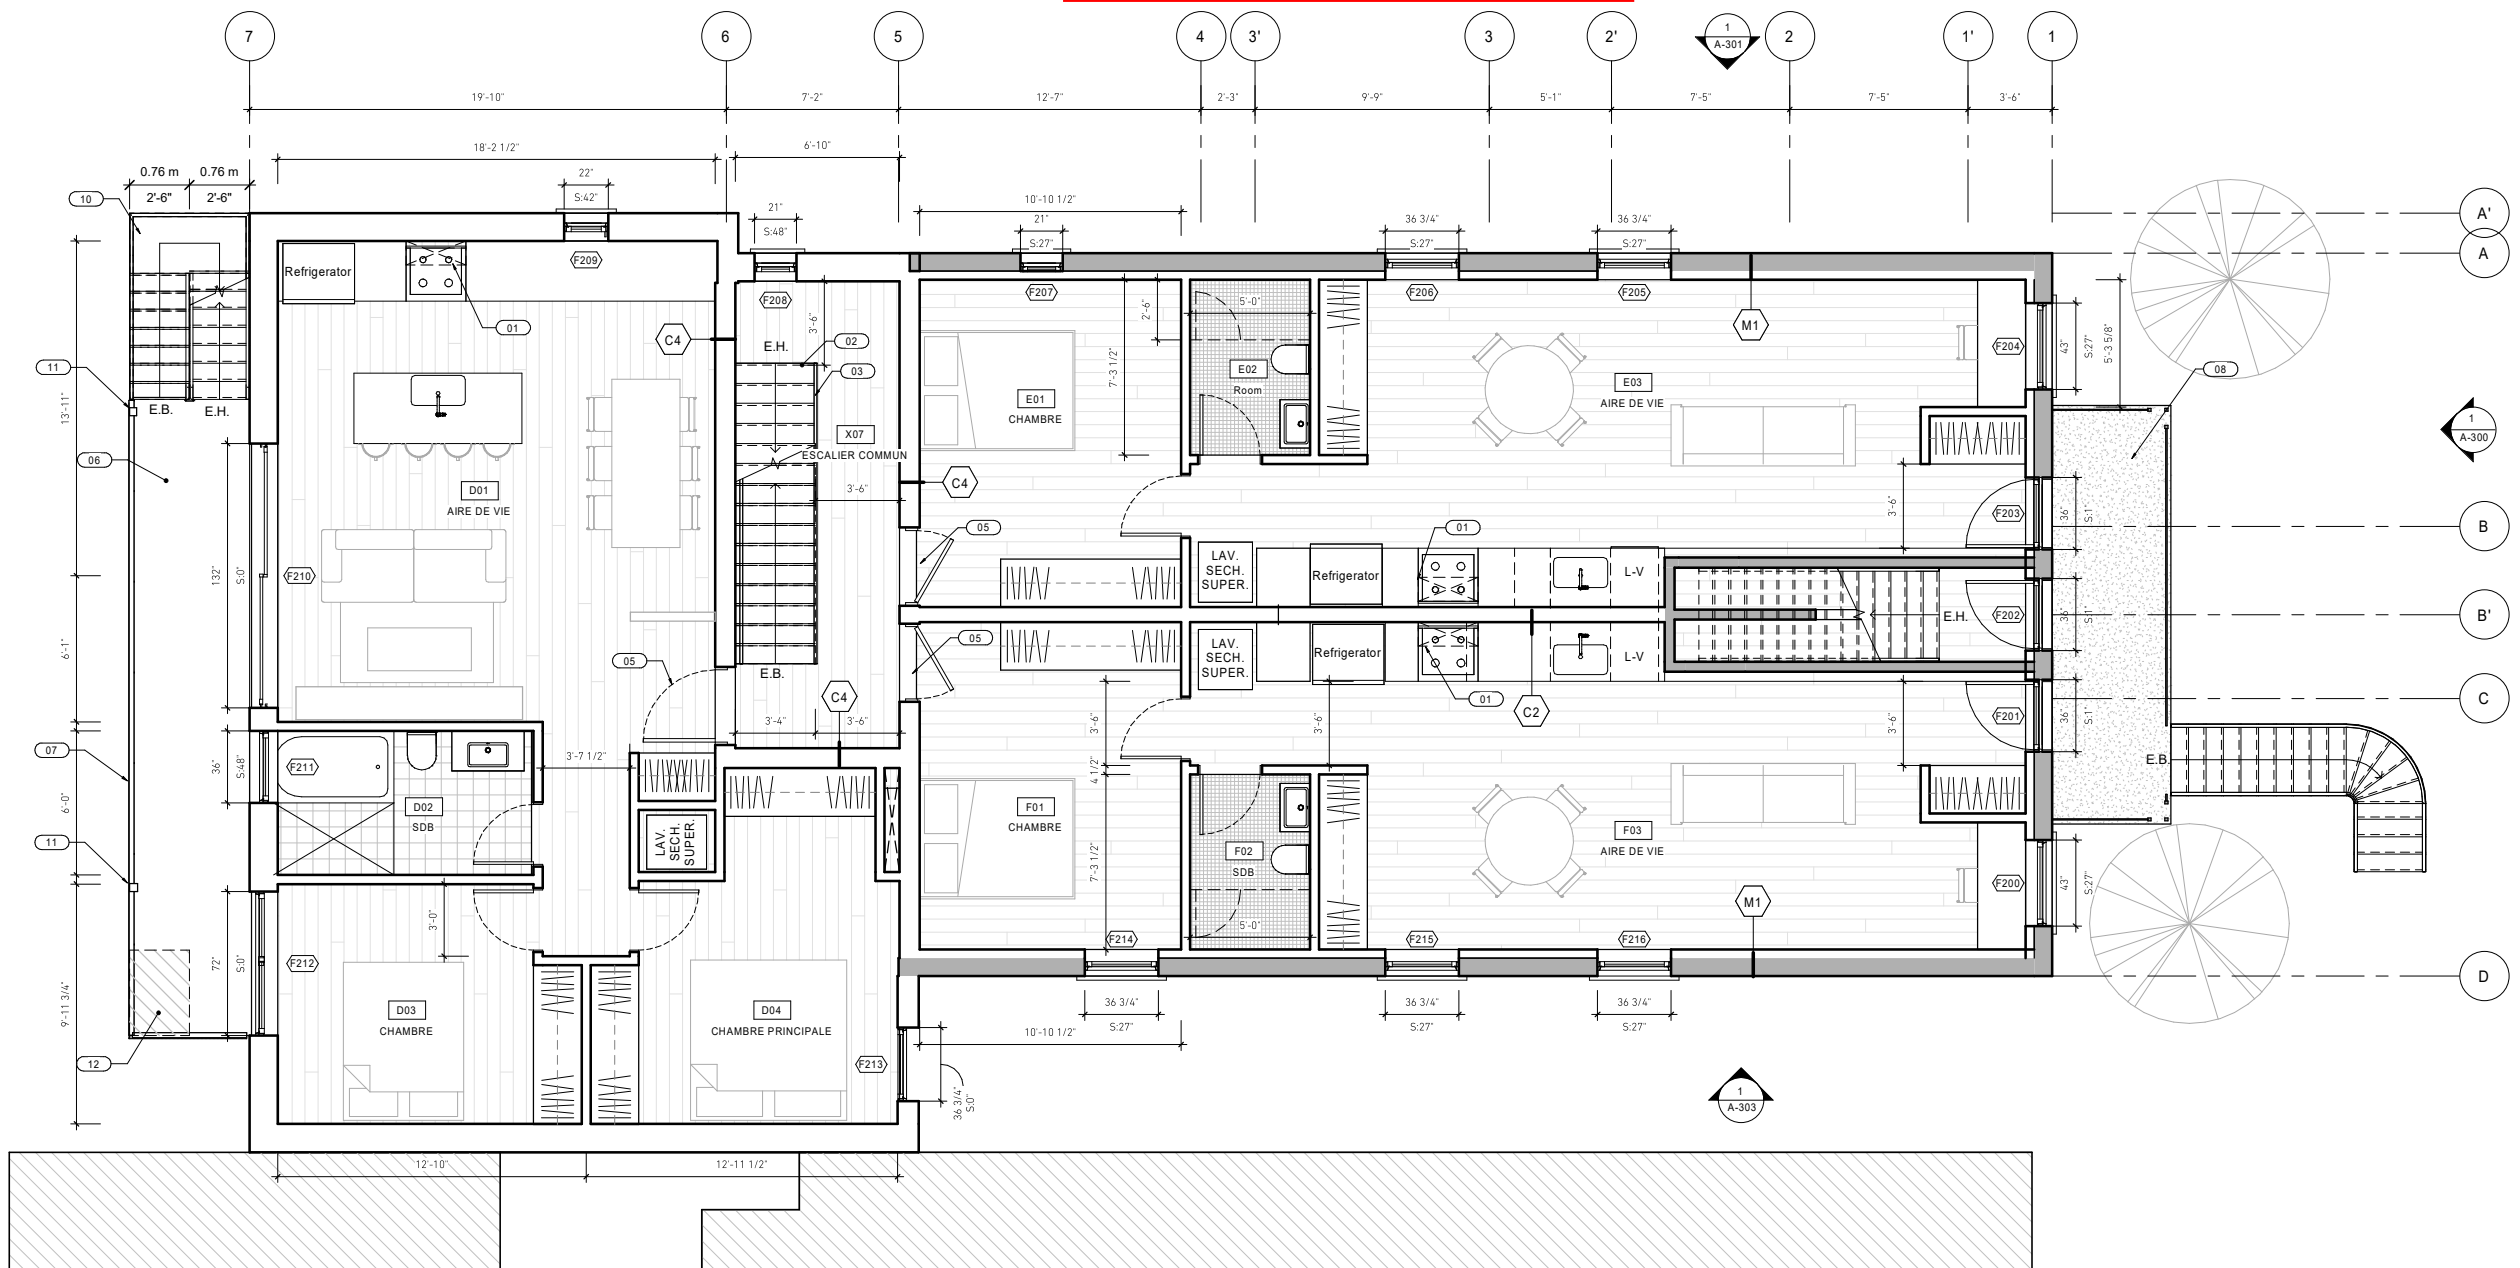 7 6 5 4 3' 3 2' 2 1' 1
1
A-301
19'-10" 7'-2" 12'-7" 2'-3" 9'-9" 5'-1" 7'-5" 7'-5" 3'-6"
18'-2 1/2" 6'-10"
0.76 m 0.76 m
2'-6" 2'-6"
10
22"
S:42"
21"
S:48"
10'-10 1/2"
21"
S:27"
36 3/4"
S:27"
36 3/4"
S:27"
A'
A
Refrigerator
F209
F208
F207
F206
F205
01
C4
3'-6"
E.H.
02
03
2'-6"
5'-0"
M1
F204
43"
S:27"
5'-3 5/8"
08
11
E.B. E.H.
13'-11"
7'-3 1/2"
E01
CHAMBRE
E02
Room
E03
AIRE DE VIE
1
A-300
06
X07
ESCALIER COMMUN
D01
AIRE DE VIE
3'-6"
C4
3'-6"
F203
36"
S:1"
B
05
01
F210
132"
S:0"
LAV.
SECH.
SUPER.
Refrigerator
L-V
E.H.
F202
36"
S:1"
B'
6'-1"
05
05
E.B.
LAV.
SECH.
SUPER.
Refrigerator
L-V
C4
3'-4" 3'-6"
01
C2
3'-6"
3'-6"
3'-6"
F201
36"
S:1"
C
07
36"
S:48"
F211
3'-7 1/2"
4 1/2"
E.B.
6'-0"
D02
SDB
LAV.
SECH.
SUPER.
F01
CHAMBRE
11
7'-3 1/2"
F02
SDB
F03
AIRE DE VIE
F200
43"
S:27"
3'-0"
5'-0"
M1
F212
72"
S:0"
F214
F215
F216
D
9'-11 3/4"
D03
CHAMBRE
D04
CHAMBRE PRINCIPALE
36 3/4"
S:27"
36 3/4"
S:27"
36 3/4"
S:27"
10'-10 1/2"
12
F213
36 3/4"
S:0"
1
A-303
12'-10" 12'-11 1/2"